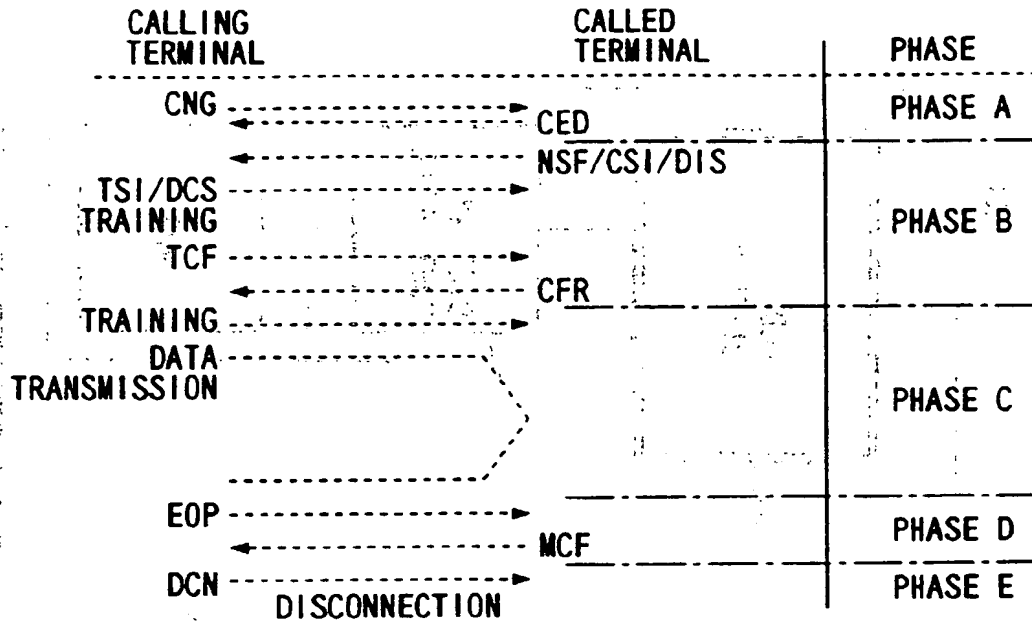 CALLING TERMINAL
CALLED TERMINAL
PHASE
CNG
CED
PHASE A
NSF/CSI/DIS
TSI/DCS
TRAINING
PHASE B
TCF
CFR
TRAINING
DATA
TRANSMISSION
PHASE C
EOP
PHASE D
MCF
DCN
PHASE E
DISCONNECTION